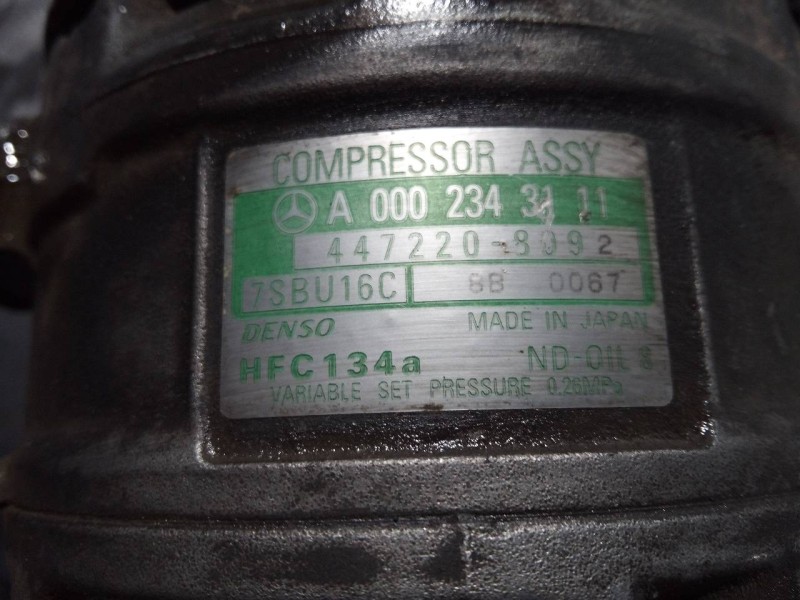 COMPRESSOR ASSY
A 000 234 31 11
447220-8092
7SBU16C 8B 0067
DENSO MADE IN JAPAN
HFC134a ND-OIL 8
VARIABLE SET PRESSURE 0.26MPa